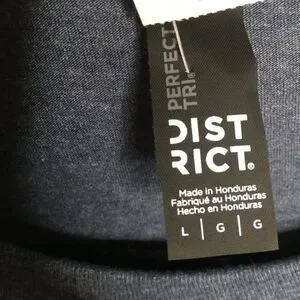 PERFECT
TRI®
DIST
RICT®
Made in Honduras
Fabriqué au Honduras
Hecho en Honduras
L | G | G